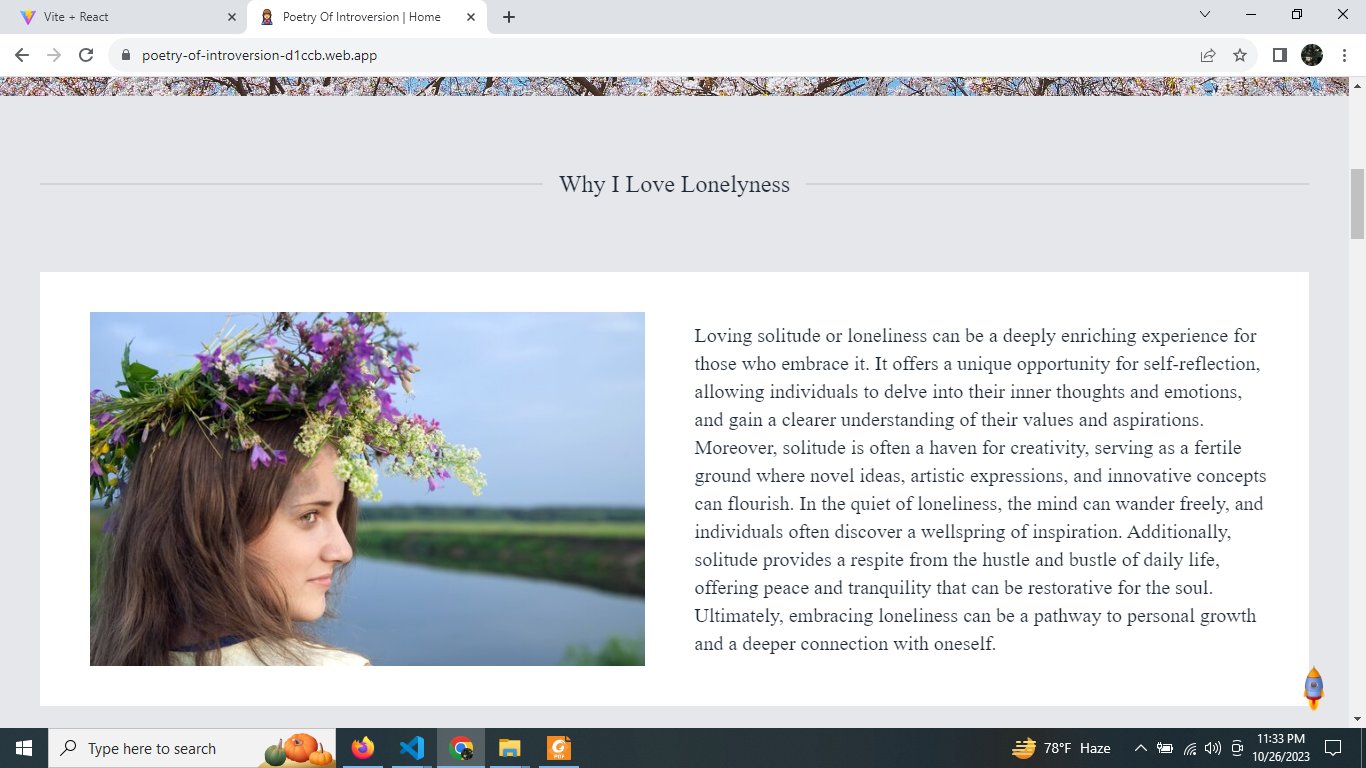 Vite + React
Poetry Of Introversion | Home
poetry-of-introversion-d1ccb.web.app
Why I Love Lonelyness
Loving solitude or loneliness can be a deeply enriching experience for
those who embrace it. It offers a unique opportunity for self-reflection,
allowing individuals to delve into their inner thoughts and emotions,
and gain a clearer understanding of their values and aspirations.
Moreover, solitude is often a haven for creativity, serving as a fertile
ground where novel ideas, artistic expressions, and innovative concepts
can flourish. In the quiet of loneliness, the mind can wander freely, and
individuals often discover a wellspring of inspiration. Additionally,
solitude provides a respite from the hustle and bustle of daily life,
offering peace and tranquility that can be restorative for the soul.
Ultimately, embracing loneliness can be a pathway to personal growth
and a deeper connection with oneself.
Type here to search
PDF
78°F Haze
11:33 PM
10/26/2023